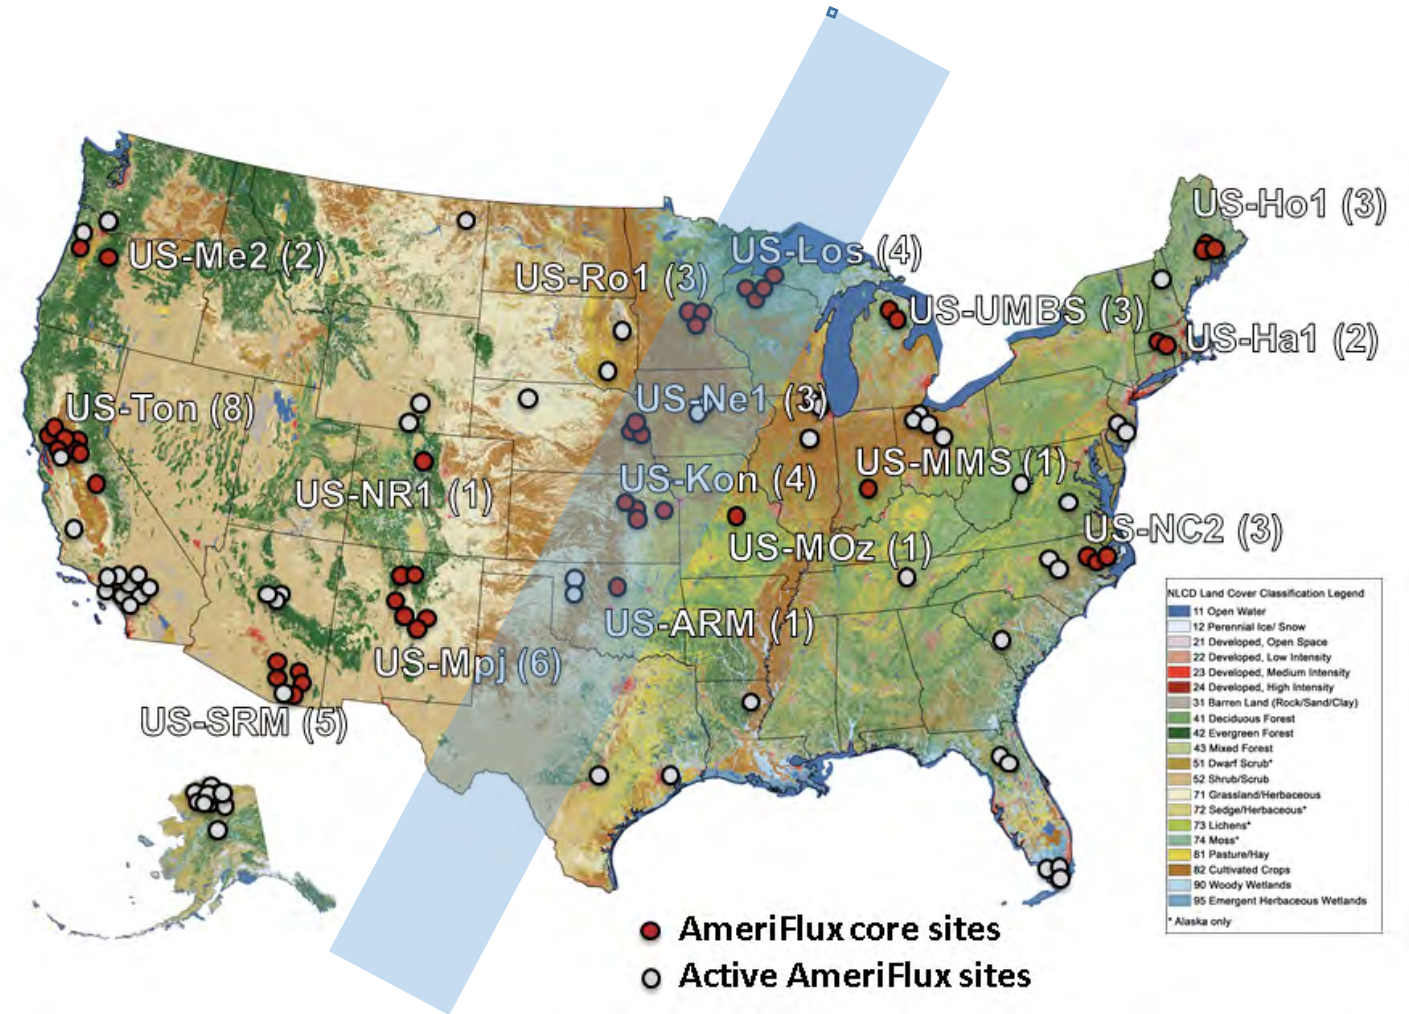 US-Ho1 (3)
US-Me2 (2)
US-Los (4)
US-Ro1 (3)
US-UMBS (3)
US-Ha1 (2)
US-Ton (8)
US-Ne1 (3)
US-MMS (1)
US-NR1 (1)
US-Kon (4)
US-MOz (1)
US-NC2 (3)
US-ARM (1)
US-Mpj (6)
US-SRM (5)
NLCD Land Cover Classification Legend
11 Open Water
12 Perennial Ice/ Snow
21 Developed, Open Space
22 Developed, Low Intensity
23 Developed, Medium Intensity
24 Developed, High Intensity
31 Barren Land (Rock/Sand/Clay)
41 Deciduous Forest
42 Evergreen Forest
43 Mixed Forest
51 Dwarf Scrub*
52 Shrub/Scrub
71 Grassland/Herbaceous
72 Sedge/Herbaceous*
73 Lichens*
74 Moss*
81 Pasture/Hay
82 Cultivated Crops
90 Woody Wetlands
95 Emergent Herbaceous Wetlands
* Alaska only
AmeriFlux core sites
Active AmeriFlux sites